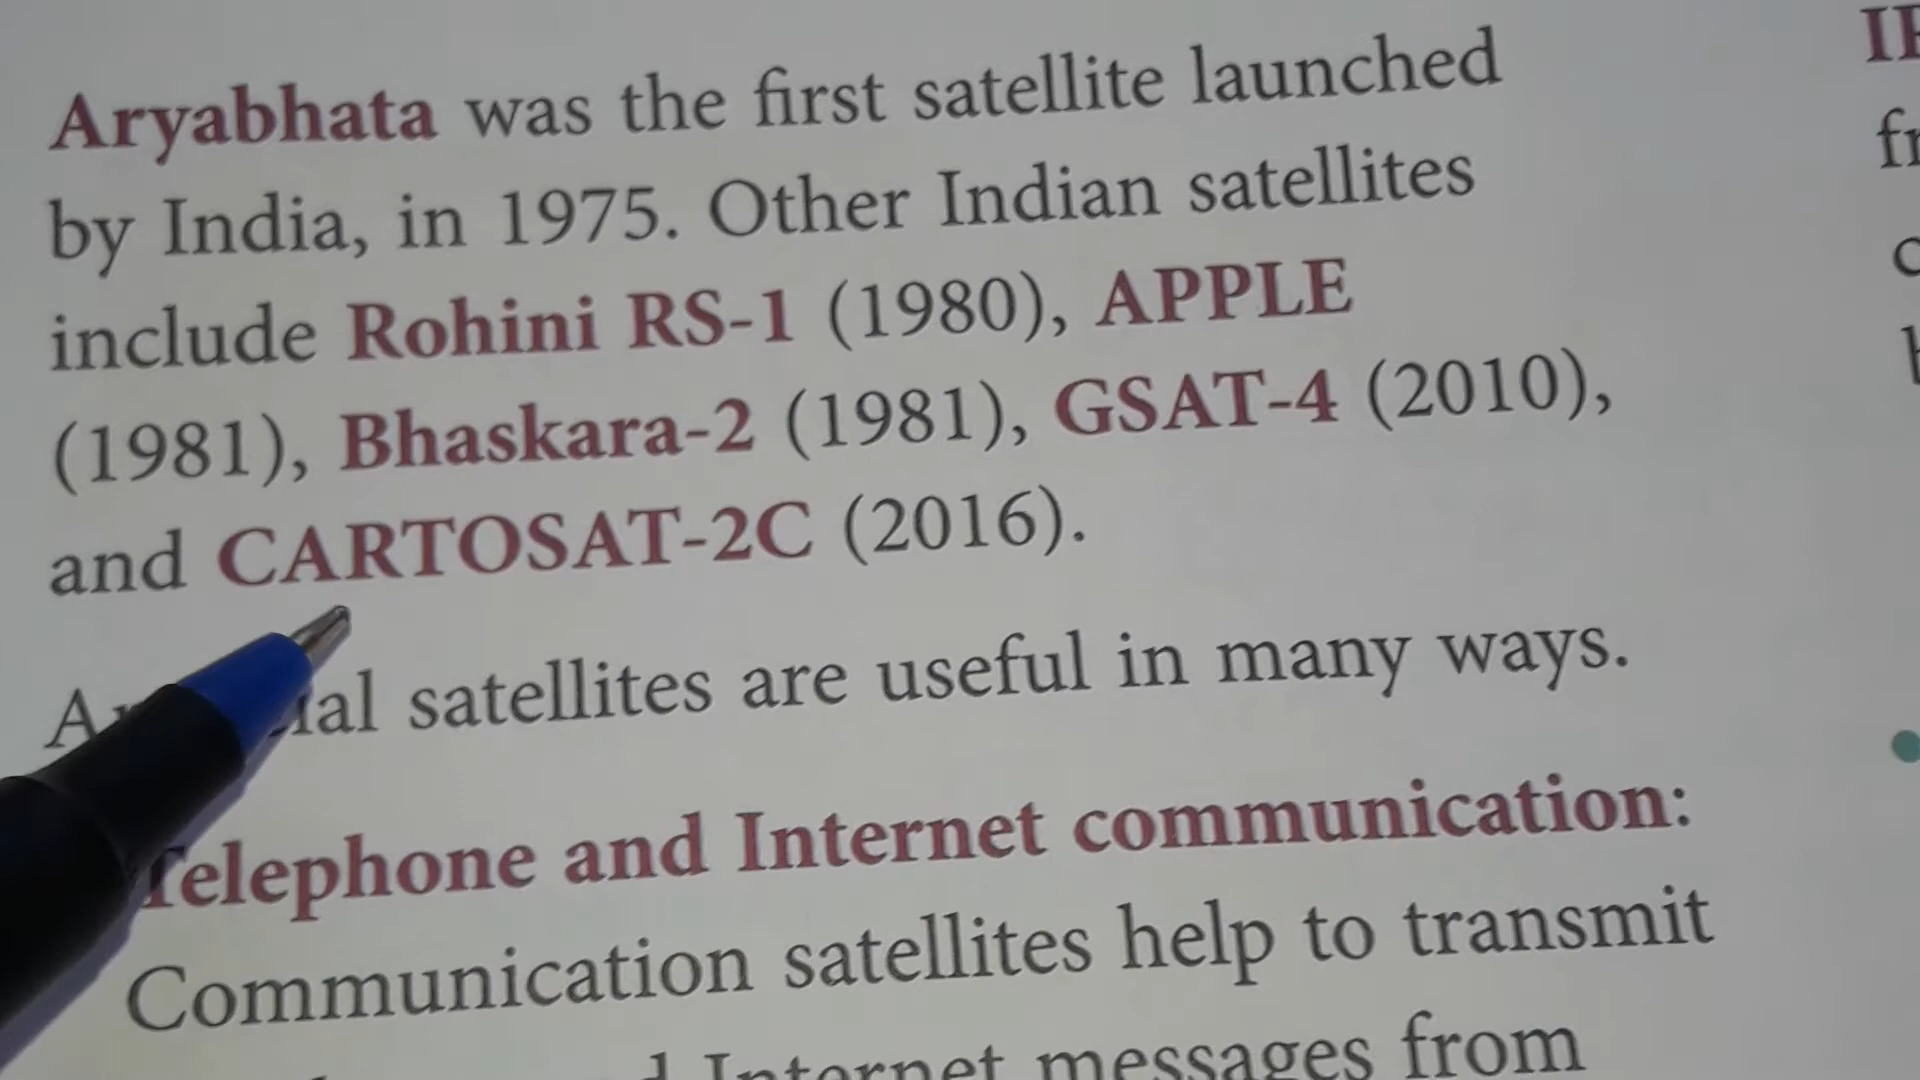 Aryabhata was the first satellite launched
by India, in 1975. Other Indian satellites
include Rohini RS-1 (1980), APPLE
(1981), Bhaskara-2 (1981), GSAT-4 (2010),
and CARTOSAT-2C (2016).
satellites are useful in many ways.
Telephone and Internet communication:
Communication satellites help to transmit
Internet messages from